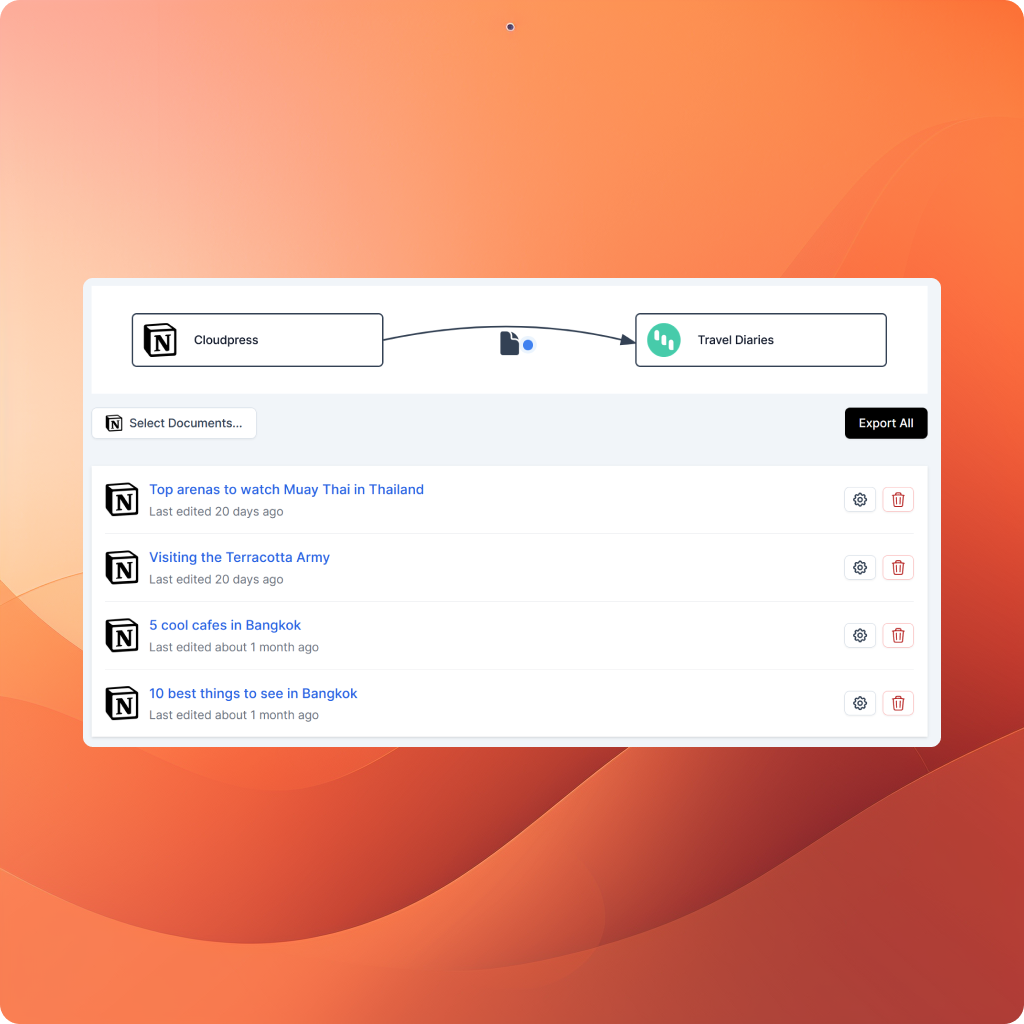 Cloudpress
Travel Diaries
Select Documents...
Export All
Top arenas to watch Muay Thai in Thailand
Last edited 20 days ago
Visiting the Terracotta Army
Last edited 20 days ago
5 cool cafes in Bangkok
Last edited about 1 month ago
10 best things to see in Bangkok
Last edited about 1 month ago